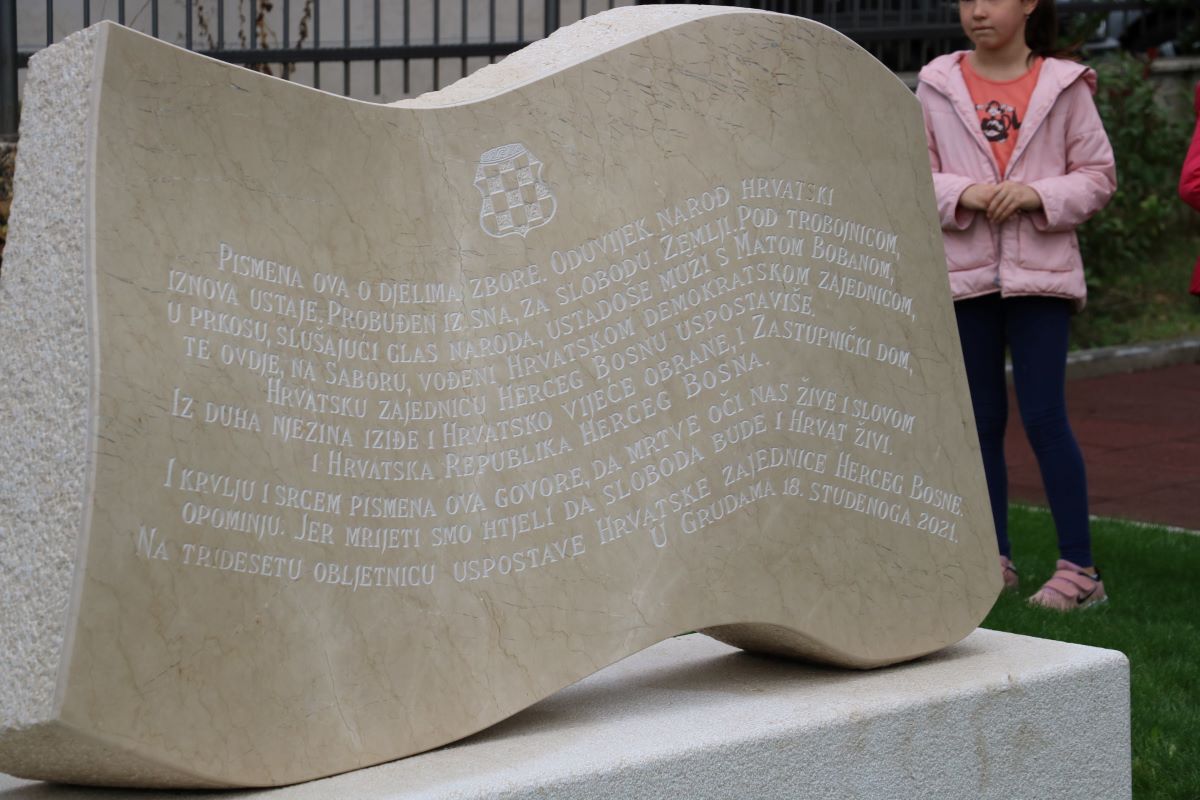 PISMENA OVA O DJELIMA ZBORE. ODUVIJEK NAROD HRVATSKI
IZNOVA USTAJE. PROBUĐEN IZ SNA, ZA SLOBODU. ZEMLJI. POD TROBOJNICOM,
U PRKOSU, SLUŠAJUĆI GLAS NARODA, USTADOŠE MUŽI S MATOM BOBANOM,
TE OVDJE, NA SABORU, VOĐENI HRVATSKOM DEMOKRATSKOM ZAJEDNICOM,
HRVATSKU ZAJEDNICU HERCEG BOSNU USPOSTAVIŠE.
IZ DUHA NJEZINA IZIĐE I HRVATSKO VIJEĆE OBRANE, I ZASTUPNIČKI DOM,
I HRVATSKA REPUBLIKA HERCEG BOSNA.
I KRVLJU I SRCEM PISMENA OVA GOVORE, DA MRTVE OČI NAS ŽIVE I SLOVOM
OPOMINJU. JER MRIJETI SMO HTJELI DA SLOBODA BUDE I HRVAT ŽIVI.
NA TRIDESETU OBLJETNICU USPOSTAVE HRVATSKE ZAJEDNICE HERCEG BOSNE.
U GRUDAMA 18. STUDENOGA 2021.